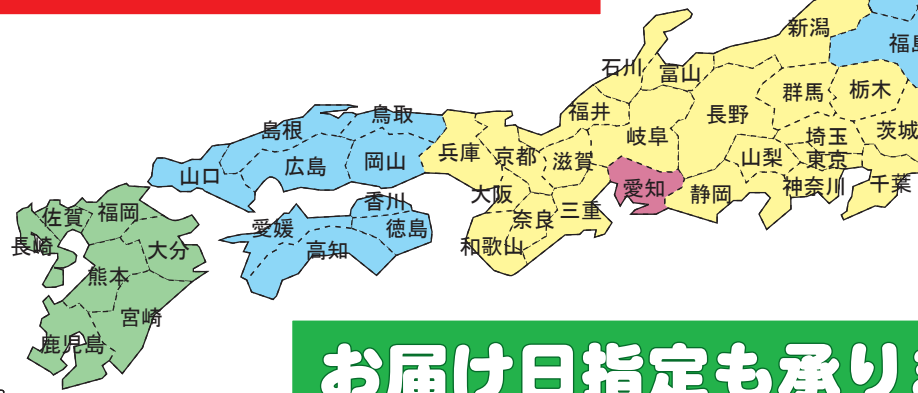 新潟
石川
富山
福井
群馬
栃木
長野
岐阜
埼玉
茨城
東京
山梨
神奈川
千葉
静岡
愛知
島根
鳥取
兵庫
京都
滋賀
山口
広島
岡山
大阪
奈良
三重
和歌山
香川
愛媛
徳島
高知
佐賀
福岡
長崎
大分
熊本
宮崎
鹿児島
お届け日指定も承り